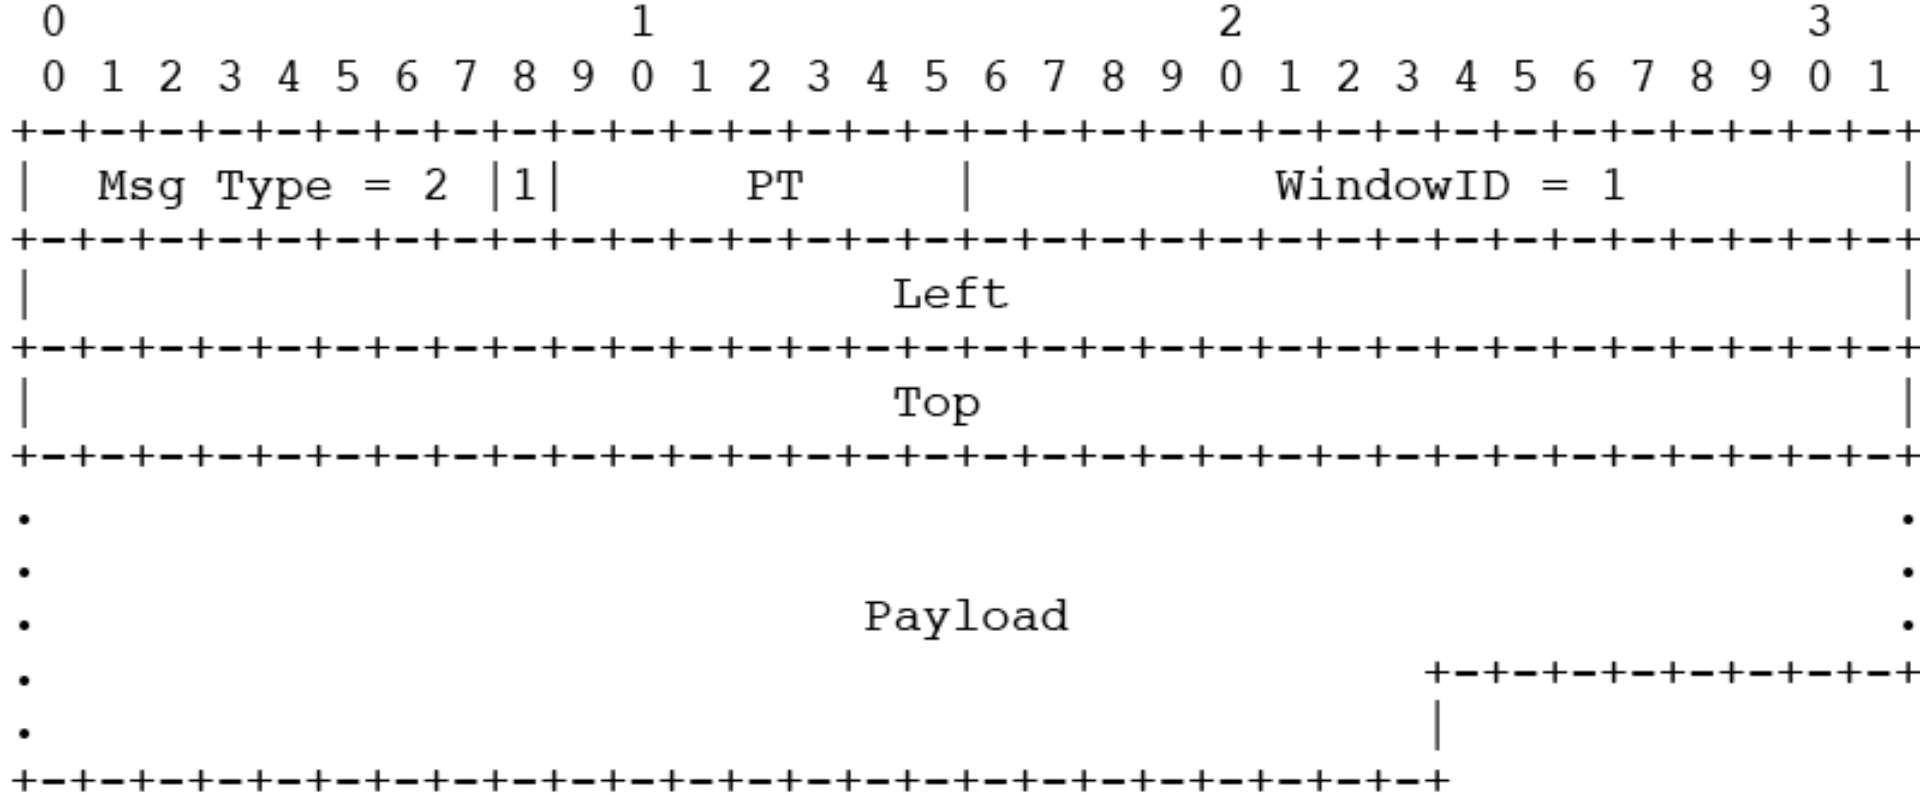 0                   1                   2                   3
 0 1 2 3 4 5 6 7 8 9 0 1 2 3 4 5 6 7 8 9 0 1 2 3 4 5 6 7 8 9 0 1
+-+-+-+-+-+-+-+-+-+-+-+-+-+-+-+-+-+-+-+-+-+-+-+-+-+-+-+-+-+-+-+-+
|  Msg Type = 2 |1|      PT     |          WindowID = 1         |
+-+-+-+-+-+-+-+-+-+-+-+-+-+-+-+-+-+-+-+-+-+-+-+-+-+-+-+-+-+-+-+-+
|                             Left                              |
+-+-+-+-+-+-+-+-+-+-+-+-+-+-+-+-+-+-+-+-+-+-+-+-+-+-+-+-+-+-+-+-+
|                             Top                               |
+-+-+-+-+-+-+-+-+-+-+-+-+-+-+-+-+-+-+-+-+-+-+-+-+-+-+-+-+-+-+-+-+
.                                                               .
.                                                               .
.                            Payload                            .
.                                               +-+-+-+-+-+-+-+-+
.                                               |
+-+-+-+-+-+-+-+-+-+-+-+-+-+-+-+-+-+-+-+-+-+-+-+-+